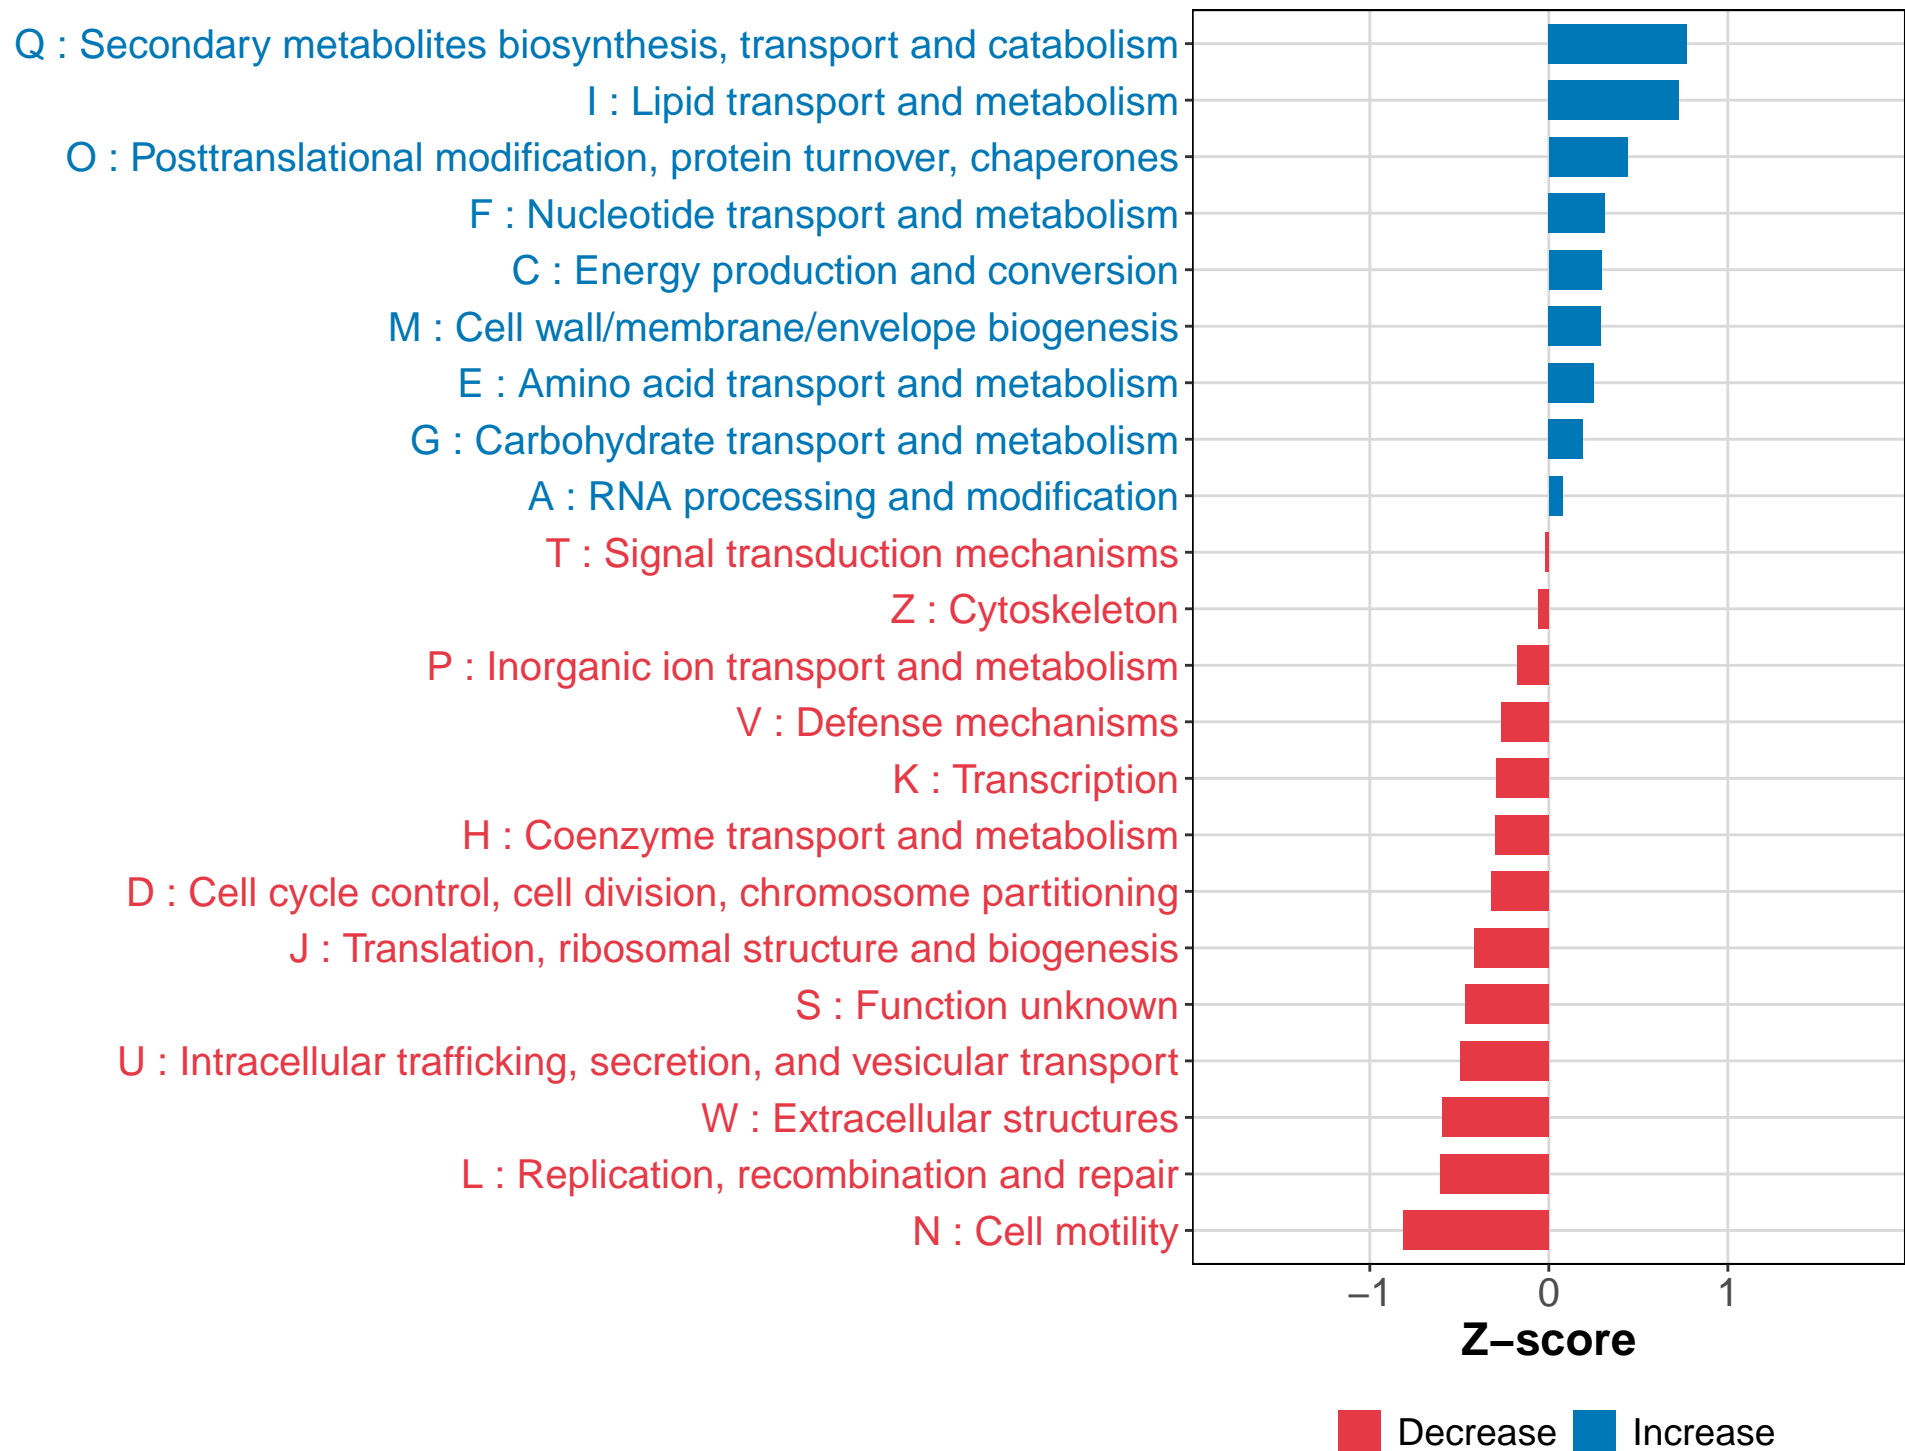 Q : Secondary metabolites biosynthesis, transport and catabolism
I : Lipid transport and metabolism
O : Posttranslational modification, protein turnover, chaperones
F : Nucleotide transport and metabolism
C : Energy production and conversion
M : Cell wall/membrane/envelope biogenesis
E : Amino acid transport and metabolism
G : Carbohydrate transport and metabolism
A : RNA processing and modification
T : Signal transduction mechanisms
Z : Cytoskeleton
P : Inorganic ion transport and metabolism
V : Defense mechanisms
K : Transcription
H : Coenzyme transport and metabolism
D : Cell cycle control, cell division, chromosome partitioning
J : Translation, ribosomal structure and biogenesis
S : Function unknown
U : Intracellular trafficking, secretion, and vesicular transport
W : Extracellular structures
L : Replication, recombination and repair
N : Cell motility
−1 0 1
Z−score
Decrease Increase